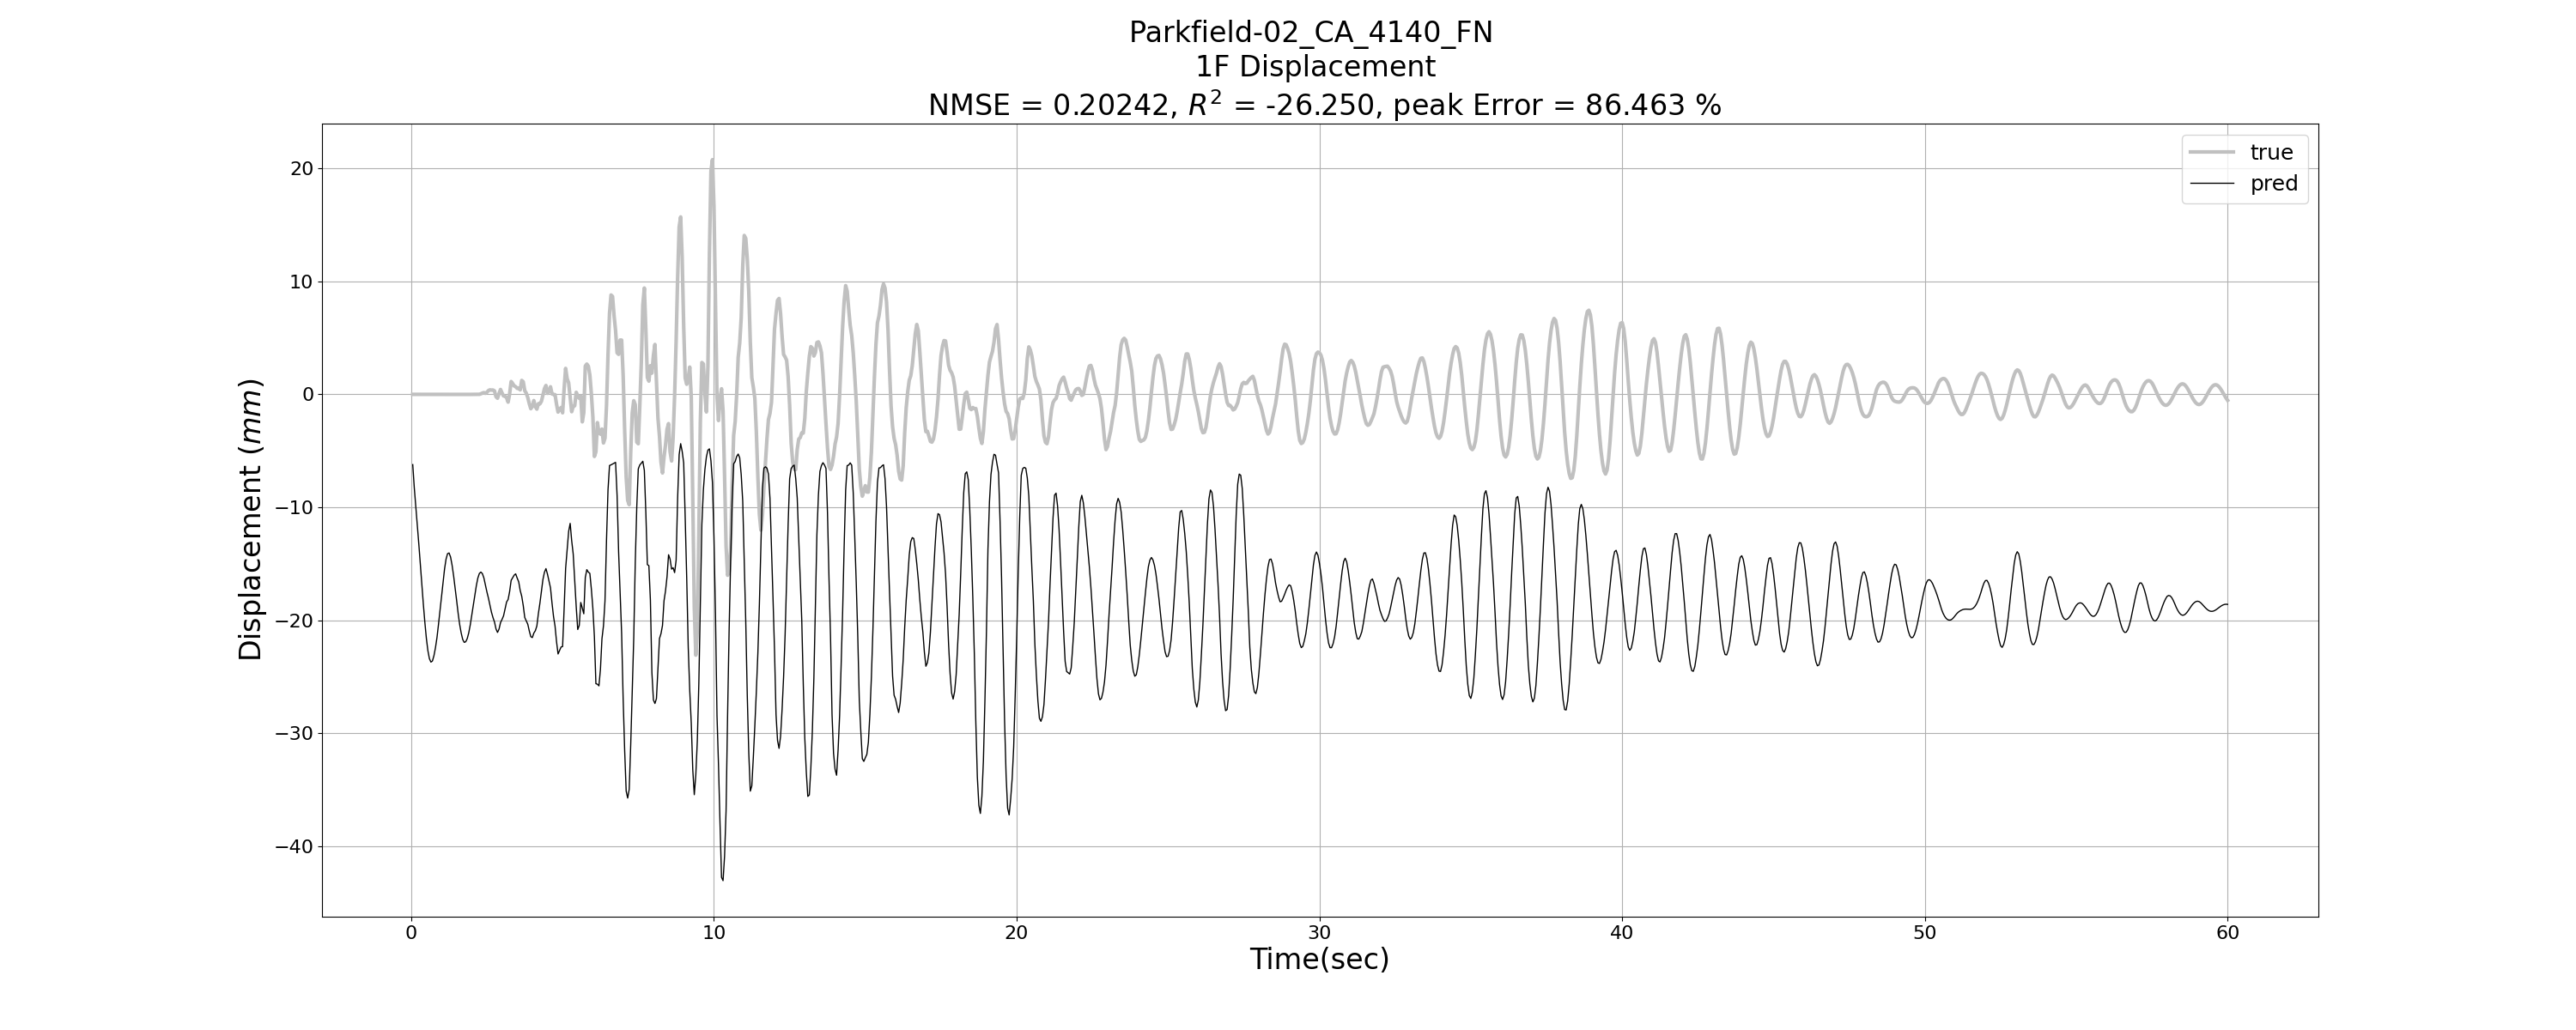 Parkfield-02_CA_4140_FN
1F Displacement
NMSE = 0.20242, R² = -26.250, peak Error = 86.463 %
true
pred
20
10
0
−10
−20
−30
−40
Displacement (mm)
0 10 20 30 40 50 60
Time(sec)